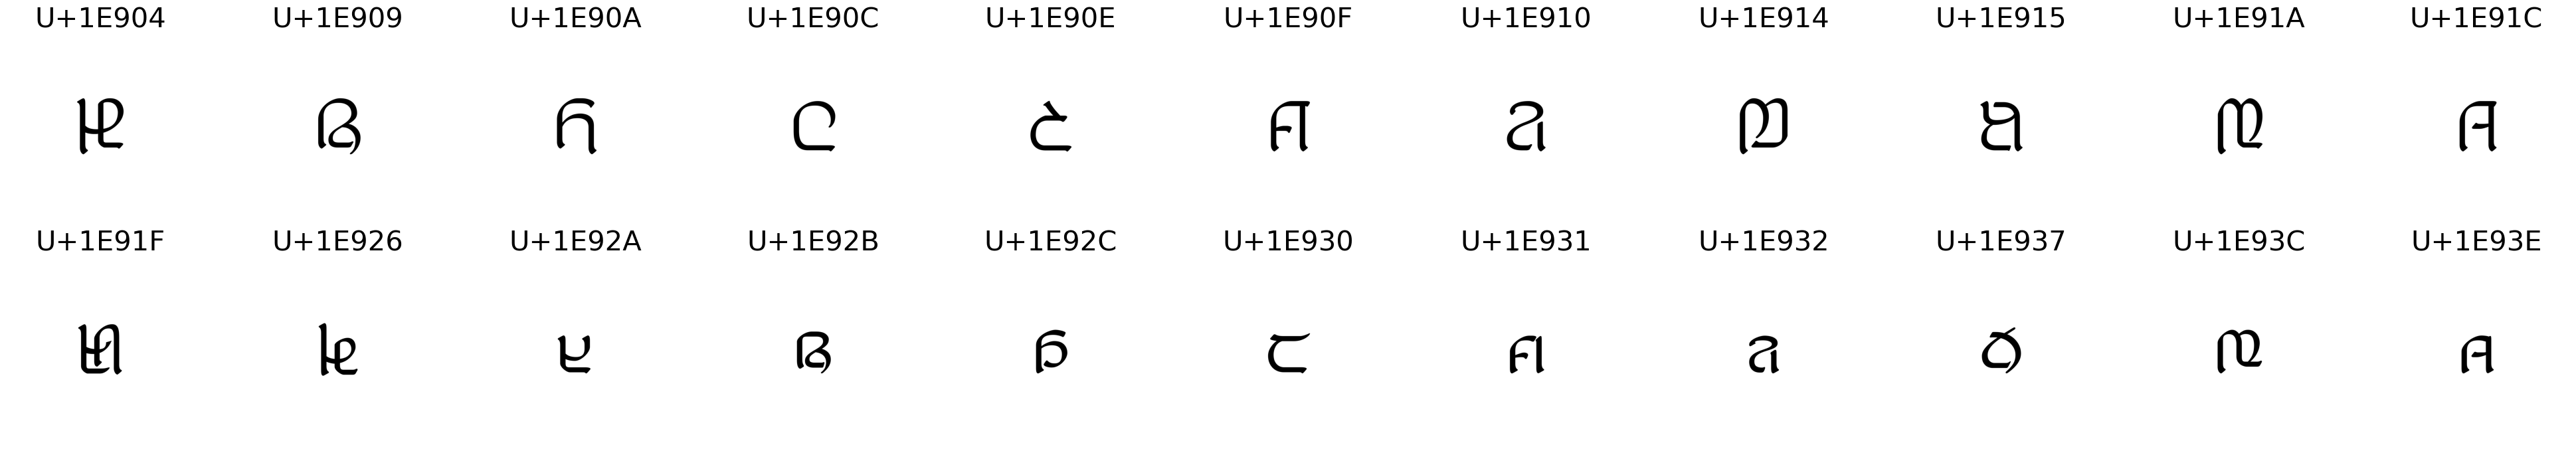 U+1E904 U+1E909 U+1E90A U+1E90C U+1E90E U+1E90F U+1E910 U+1E914 U+1E915 U+1E91A U+1E91C
𞤄 𞤉 𞤊 𞤌 𞤎 𞤏 𞤐 𞤔 𞤕 𞤚 𞤜
U+1E91F U+1E926 U+1E92A U+1E92B U+1E92C U+1E930 U+1E931 U+1E932 U+1E937 U+1E93C U+1E93E
𞤟 𞤦 𞤪 𞤫 𞤬 𞤰 𞤱 𞤲 𞤷 𞤼 𞤾